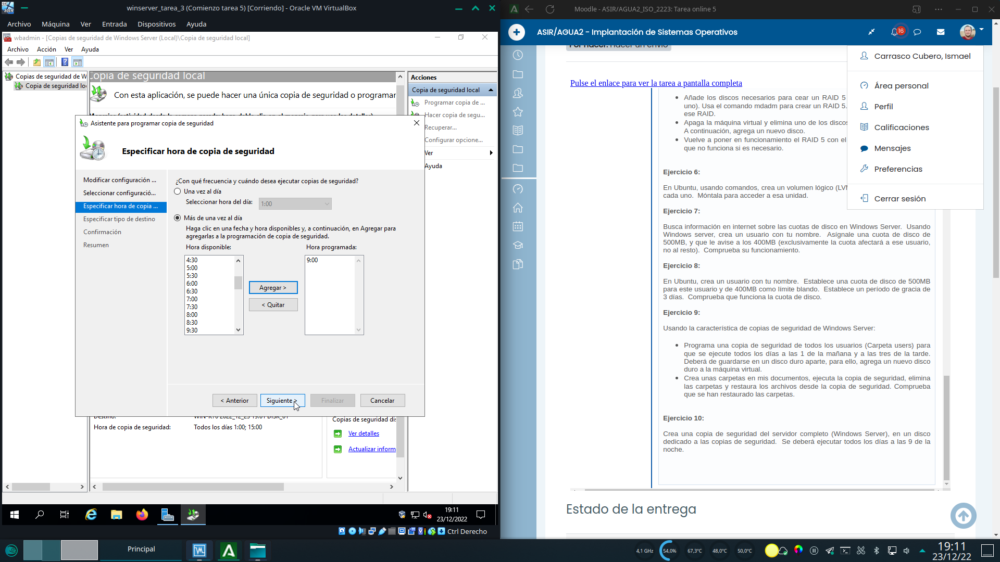 winserver_tarea_3 (Comienzo tarea 5) [Corriendo] - Oracle VM VirtualBox
Archivo Máquina Ver Entrada Dispositivos Ayuda
wbadmin - [Copias de seguridad de Windows Server (Local)\Copia de seguridad local]
Archivo Acción Ver Ayuda
Copias de seguridad de W
Copia de seguridad loc
Copia de seguridad local
Con esta aplicación, se puede hacer una única copia de seguridad o programar
Acciones
Copia de seguridad local
Programar copia de ...
Hacer copia de segu...
Recuperar...
Configurar opcione...
Ver
Ayuda
Asistente para programar copia de seguridad
Especificar hora de copia de seguridad
Modificar configuración ...
Seleccionar configuració...
Especificar hora de copia ...
Especificar tipo de destino
Confirmación
Resumen
¿Con qué frecuencia y cuándo desea ejecutar copias de seguridad?
Una vez al día
Seleccionar hora del día: 1:00
Más de una vez al día
Haga clic en una fecha y hora disponibles y, a continuación, en Agregar para
agregarlas a la programación de copia de seguridad.
Hora disponible: Hora programada:
4:30
5:00
5:30
6:00
6:30
7:00
7:30
8:00
8:30
9:30
Agregar >
< Quitar
9:00
< Anterior Siguiente > Finalizar Cancelar
Hora de copia de seguridad: Todos los días 1:00; 15:00
Copias de seguridad dis
Ver detalles
Actualizar inform
19:11
23/12/2022
Ctrl Derecho
Moodle - ASIR/AGUA2_ISO_2223: Tarea online 5
ASIR/AGUA2 - Implantación de Sistemas Operativos
16
Por hacer: Hacer un envío
Carrasco Cubero, Ismael
Área personal
Perfil
Calificaciones
Mensajes
Preferencias
Cerrar sesión
Pulse el enlace para ver la tarea a pantalla completa
Añade los discos necesarios para cear un RAID 5
uno). Usa el comando mdadm para crear un RAID 5.
ese RAID.
Apaga la máquina virtual y elimina uno de los discos
A continuación, agrega un nuevo disco.
Vuelve a poner en funcionamiento el RAID 5 con el
que no funciona si es necesario.
Ejercicio 6:
En Ubuntu, usando comandos, crea un volumen lógico (LVM
cada uno. Móntala para acceder a esa unidad.
Ejercicio 7:
Busca información en internet sobre las cuotas de disco en Windows Server. Usando
Windows server, crea un usuario con tu nombre. Asígnale una cuota de disco de
500MB, y que le avise a los 400MB (exclusivamente la cuota afectará a ese usuario,
no al resto). Comprueba su funcionamiento.
Ejercicio 8:
En Ubuntu, crea un usuario con tu nombre. Establece una cuota de disco de 500MB
para este usuario y de 400MB como límite blando. Establece un período de gracia de
3 días. Comprueba que funciona la cuota de disco.
Ejercicio 9:
Usando la característica de copias de seguridad de Windows Server:
Programa una copia de seguridad de todos los usuarios (Carpeta users) para
que se ejecute todos los días a las 1 de la mañana y a las tres de la tarde.
Deberá de guardarse en un disco duro aparte, para ello, agrega un nuevo disco
duro a la máquina virtual.
Crea unas carpetas en mis documentos, ejecuta la copia de seguridad, elimina
las carpetas y restaura los archivos desde la copia de seguridad. Comprueba
que se han restaurado las carpetas.
Ejercicio 10:
Crea una copia de seguridad del servidor completo (Windows Server), en un disco
dedicado a las copias de seguridad. Se deberá ejecutar todos los días a las 9 de la
noche.
Estado de la entrega
Principal
4,1 GHz 54,0% 67,3°C 48,0°C 50,0°C
19:11
23/12/22